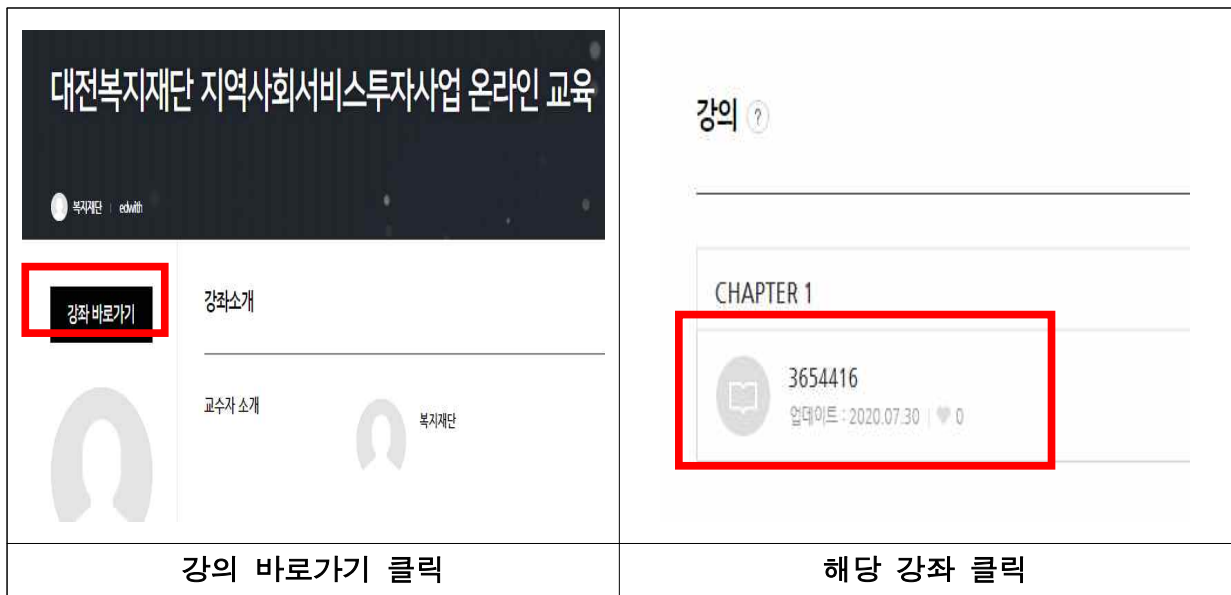 대전복지재단 지역사회서비스투자사업 온라인 교육
복지재단 | edwith
강좌 바로가기
강좌소개
교수자 소개
복지재단
강의 ?
CHAPTER 1
3654416
업데이트 : 2020.07.30 | ♥ 0
강의 바로가기 클릭
해당 강좌 클릭